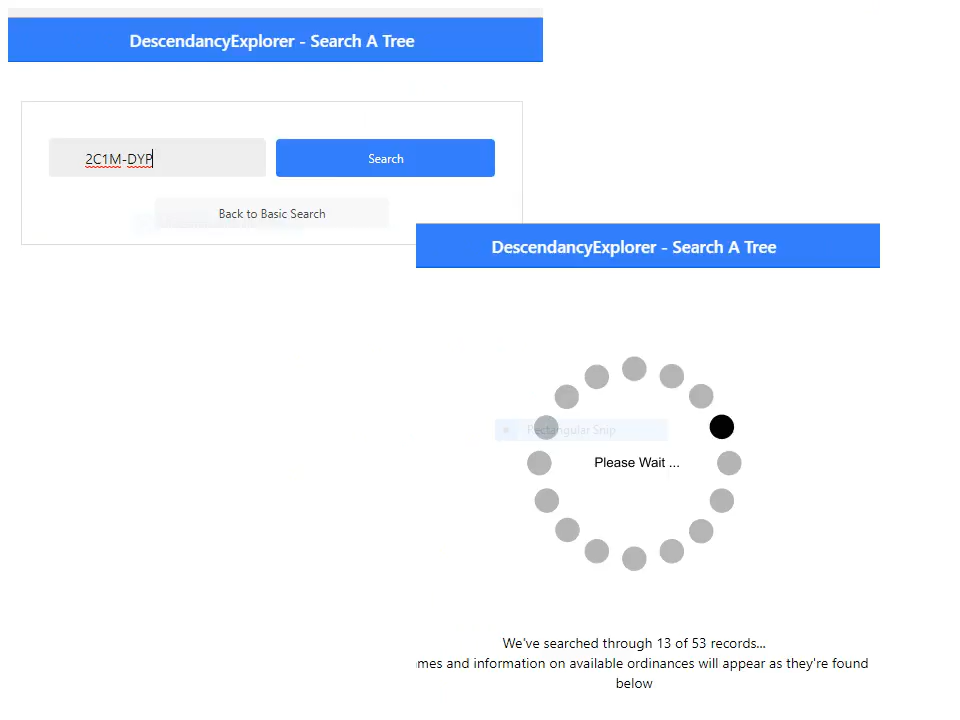 DescendancyExplorer - Search A Tree
2C1M-DYP
Search
Back to Basic Search
DescendancyExplorer - Search A Tree
Rectangular Snip
Please Wait ...
We've searched through 13 of 53 records...
mes and information on available ordinances will appear as they're found
below